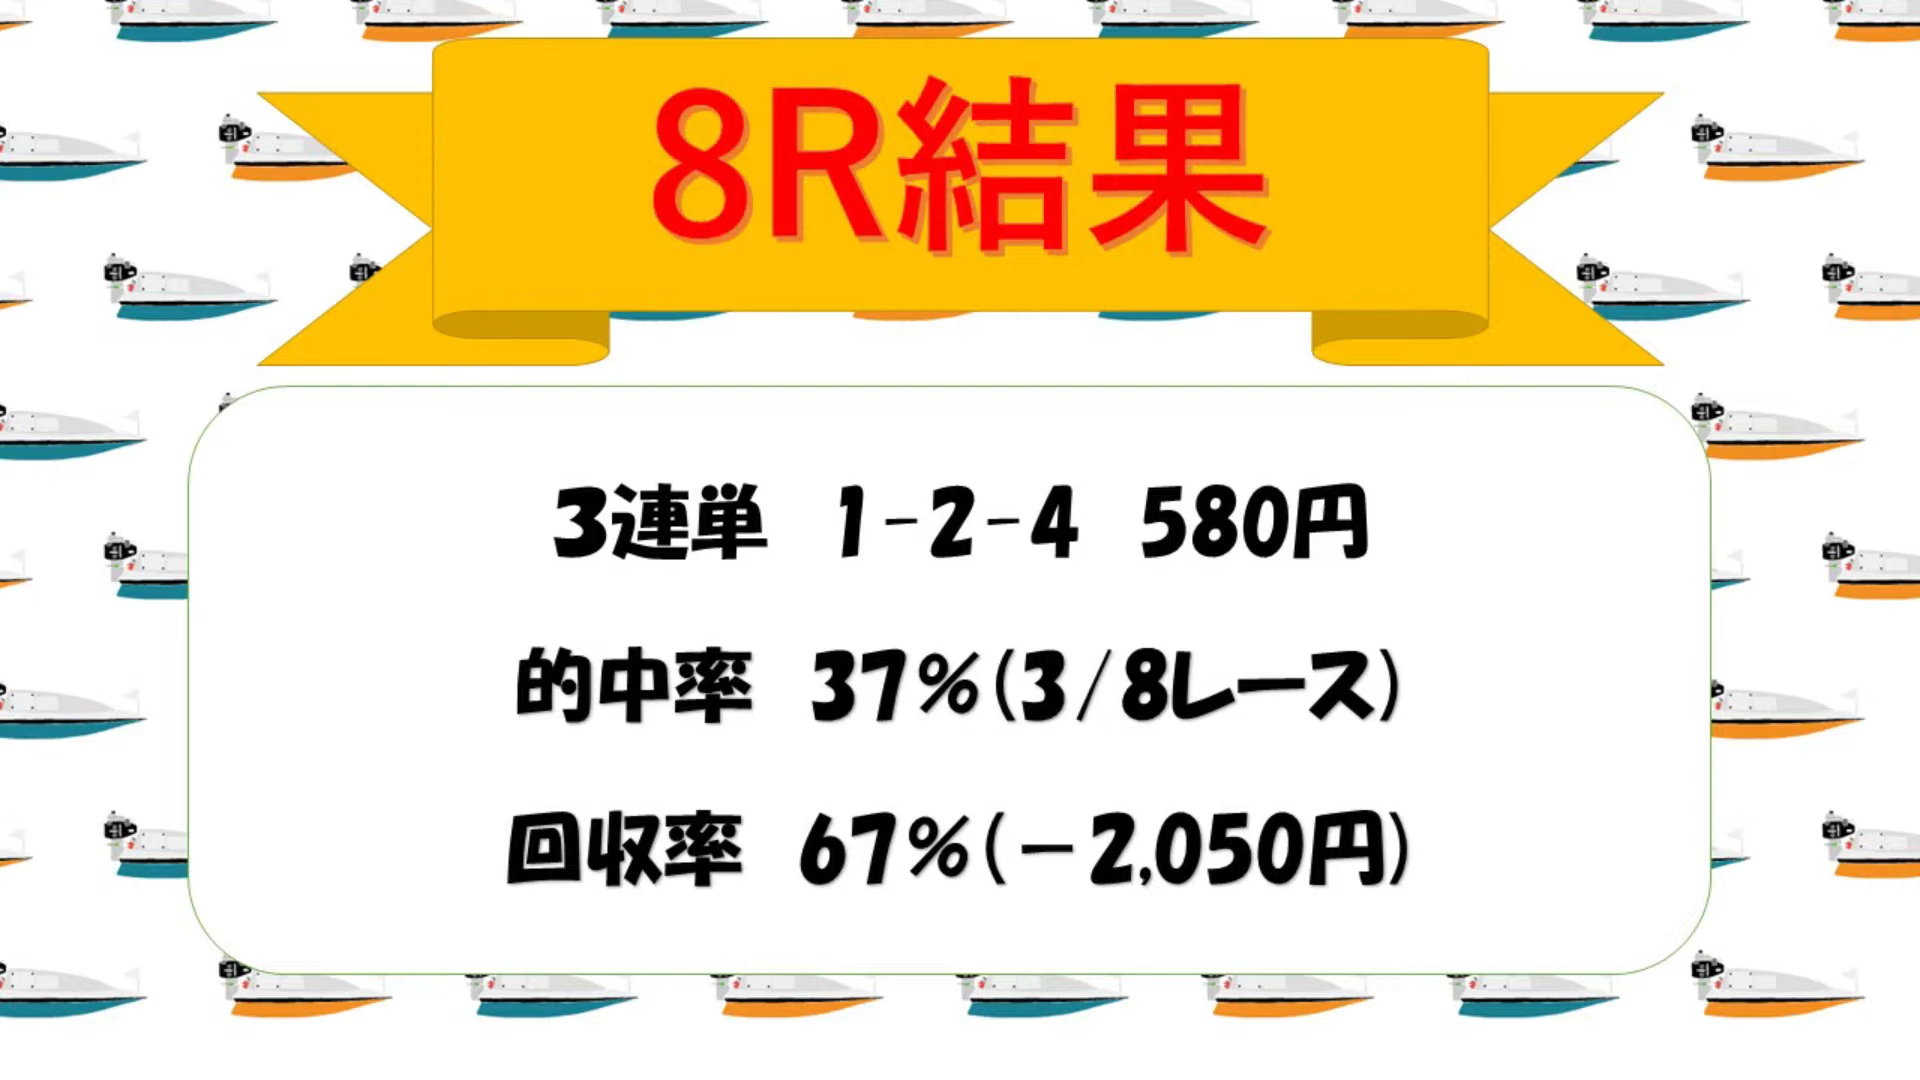 8R結果
3連単 1-2-4 580円
的中率 37%(3/8レース)
回収率 67%(-2,050円)